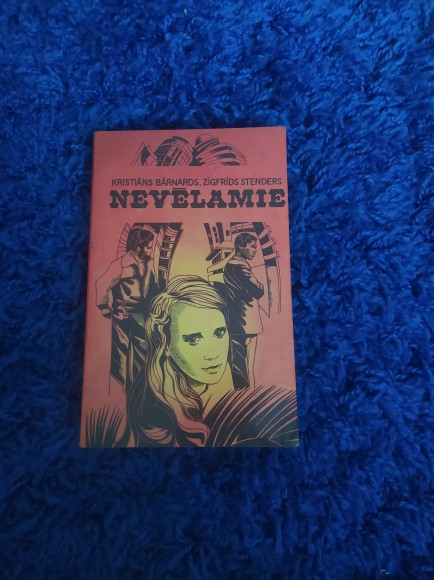 KRISTIĀNS BĀRNARDS. ZIGFRĪDS STENDERS
NEVĒLAMIE